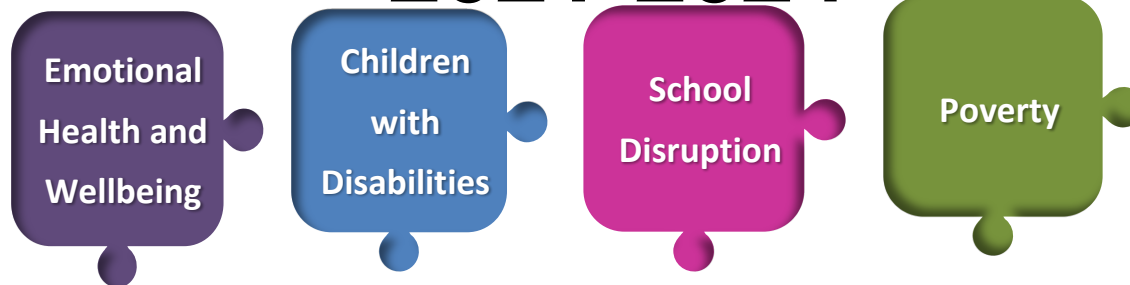 Emotional
Health and
Wellbeing
Children
with
Disabilities
School
Disruption
Poverty